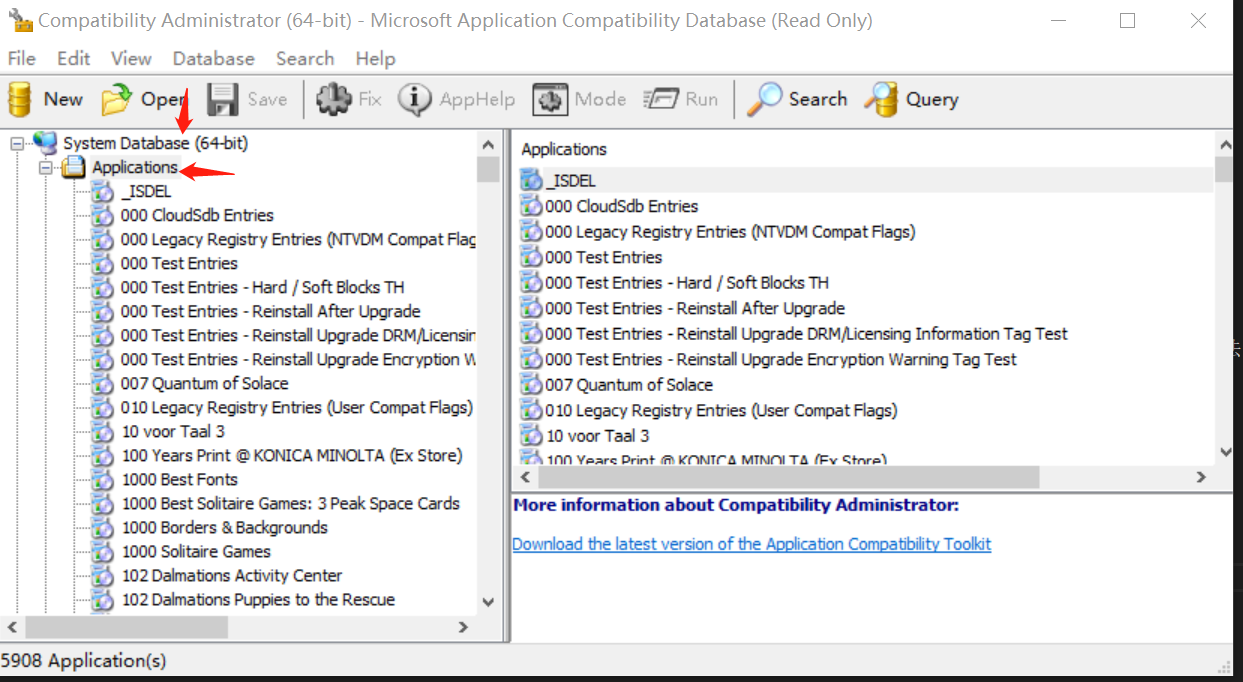 Compatibility Administrator (64-bit) - Microsoft Application Compatibility Database (Read Only)
File Edit View Database Search Help
New Open Save Fix AppHelp Mode Run Search Query
System Database (64-bit)
Applications
_ISDEL
000 CloudSdb Entries
000 Legacy Registry Entries (NTVDM Compat Flag
000 Test Entries
000 Test Entries - Hard / Soft Blocks TH
000 Test Entries - Reinstall After Upgrade
000 Test Entries - Reinstall Upgrade DRM/Licensin
000 Test Entries - Reinstall Upgrade Encryption W
007 Quantum of Solace
010 Legacy Registry Entries (User Compat Flags)
10 voor Taal 3
100 Years Print @ KONICA MINOLTA (Ex Store)
1000 Best Fonts
1000 Best Solitaire Games: 3 Peak Space Cards
1000 Borders & Backgrounds
1000 Solitaire Games
102 Dalmations Activity Center
102 Dalmations Puppies to the Rescue
Applications
_ISDEL
000 CloudSdb Entries
000 Legacy Registry Entries (NTVDM Compat Flags)
000 Test Entries
000 Test Entries - Hard / Soft Blocks TH
000 Test Entries - Reinstall After Upgrade
000 Test Entries - Reinstall Upgrade DRM/Licensing Information Tag Test
000 Test Entries - Reinstall Upgrade Encryption Warning Tag Test
007 Quantum of Solace
010 Legacy Registry Entries (User Compat Flags)
10 voor Taal 3
100 Years Print @ KONICA MINOLTA (Ex Store)
More information about Compatibility Administrator:
Download the latest version of the Application Compatibility Toolkit
5908 Application(s)